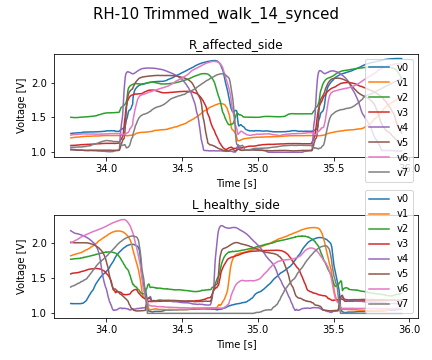 RH-10 Trimmed_walk_14_synced
R_affected_side
Voltage [V]
2.0
1.5
1.0
34.0 34.5 35.0 35.5 36.0
Time [s]
v0
v1
v2
v3
v4
v5
v6
v7
L_healthy_side
Voltage [V]
2.0
1.5
1.0
34.0 34.5 35.0 35.5 36.0
Time [s]
v0
v1
v2
v3
v4
v5
v6
v7